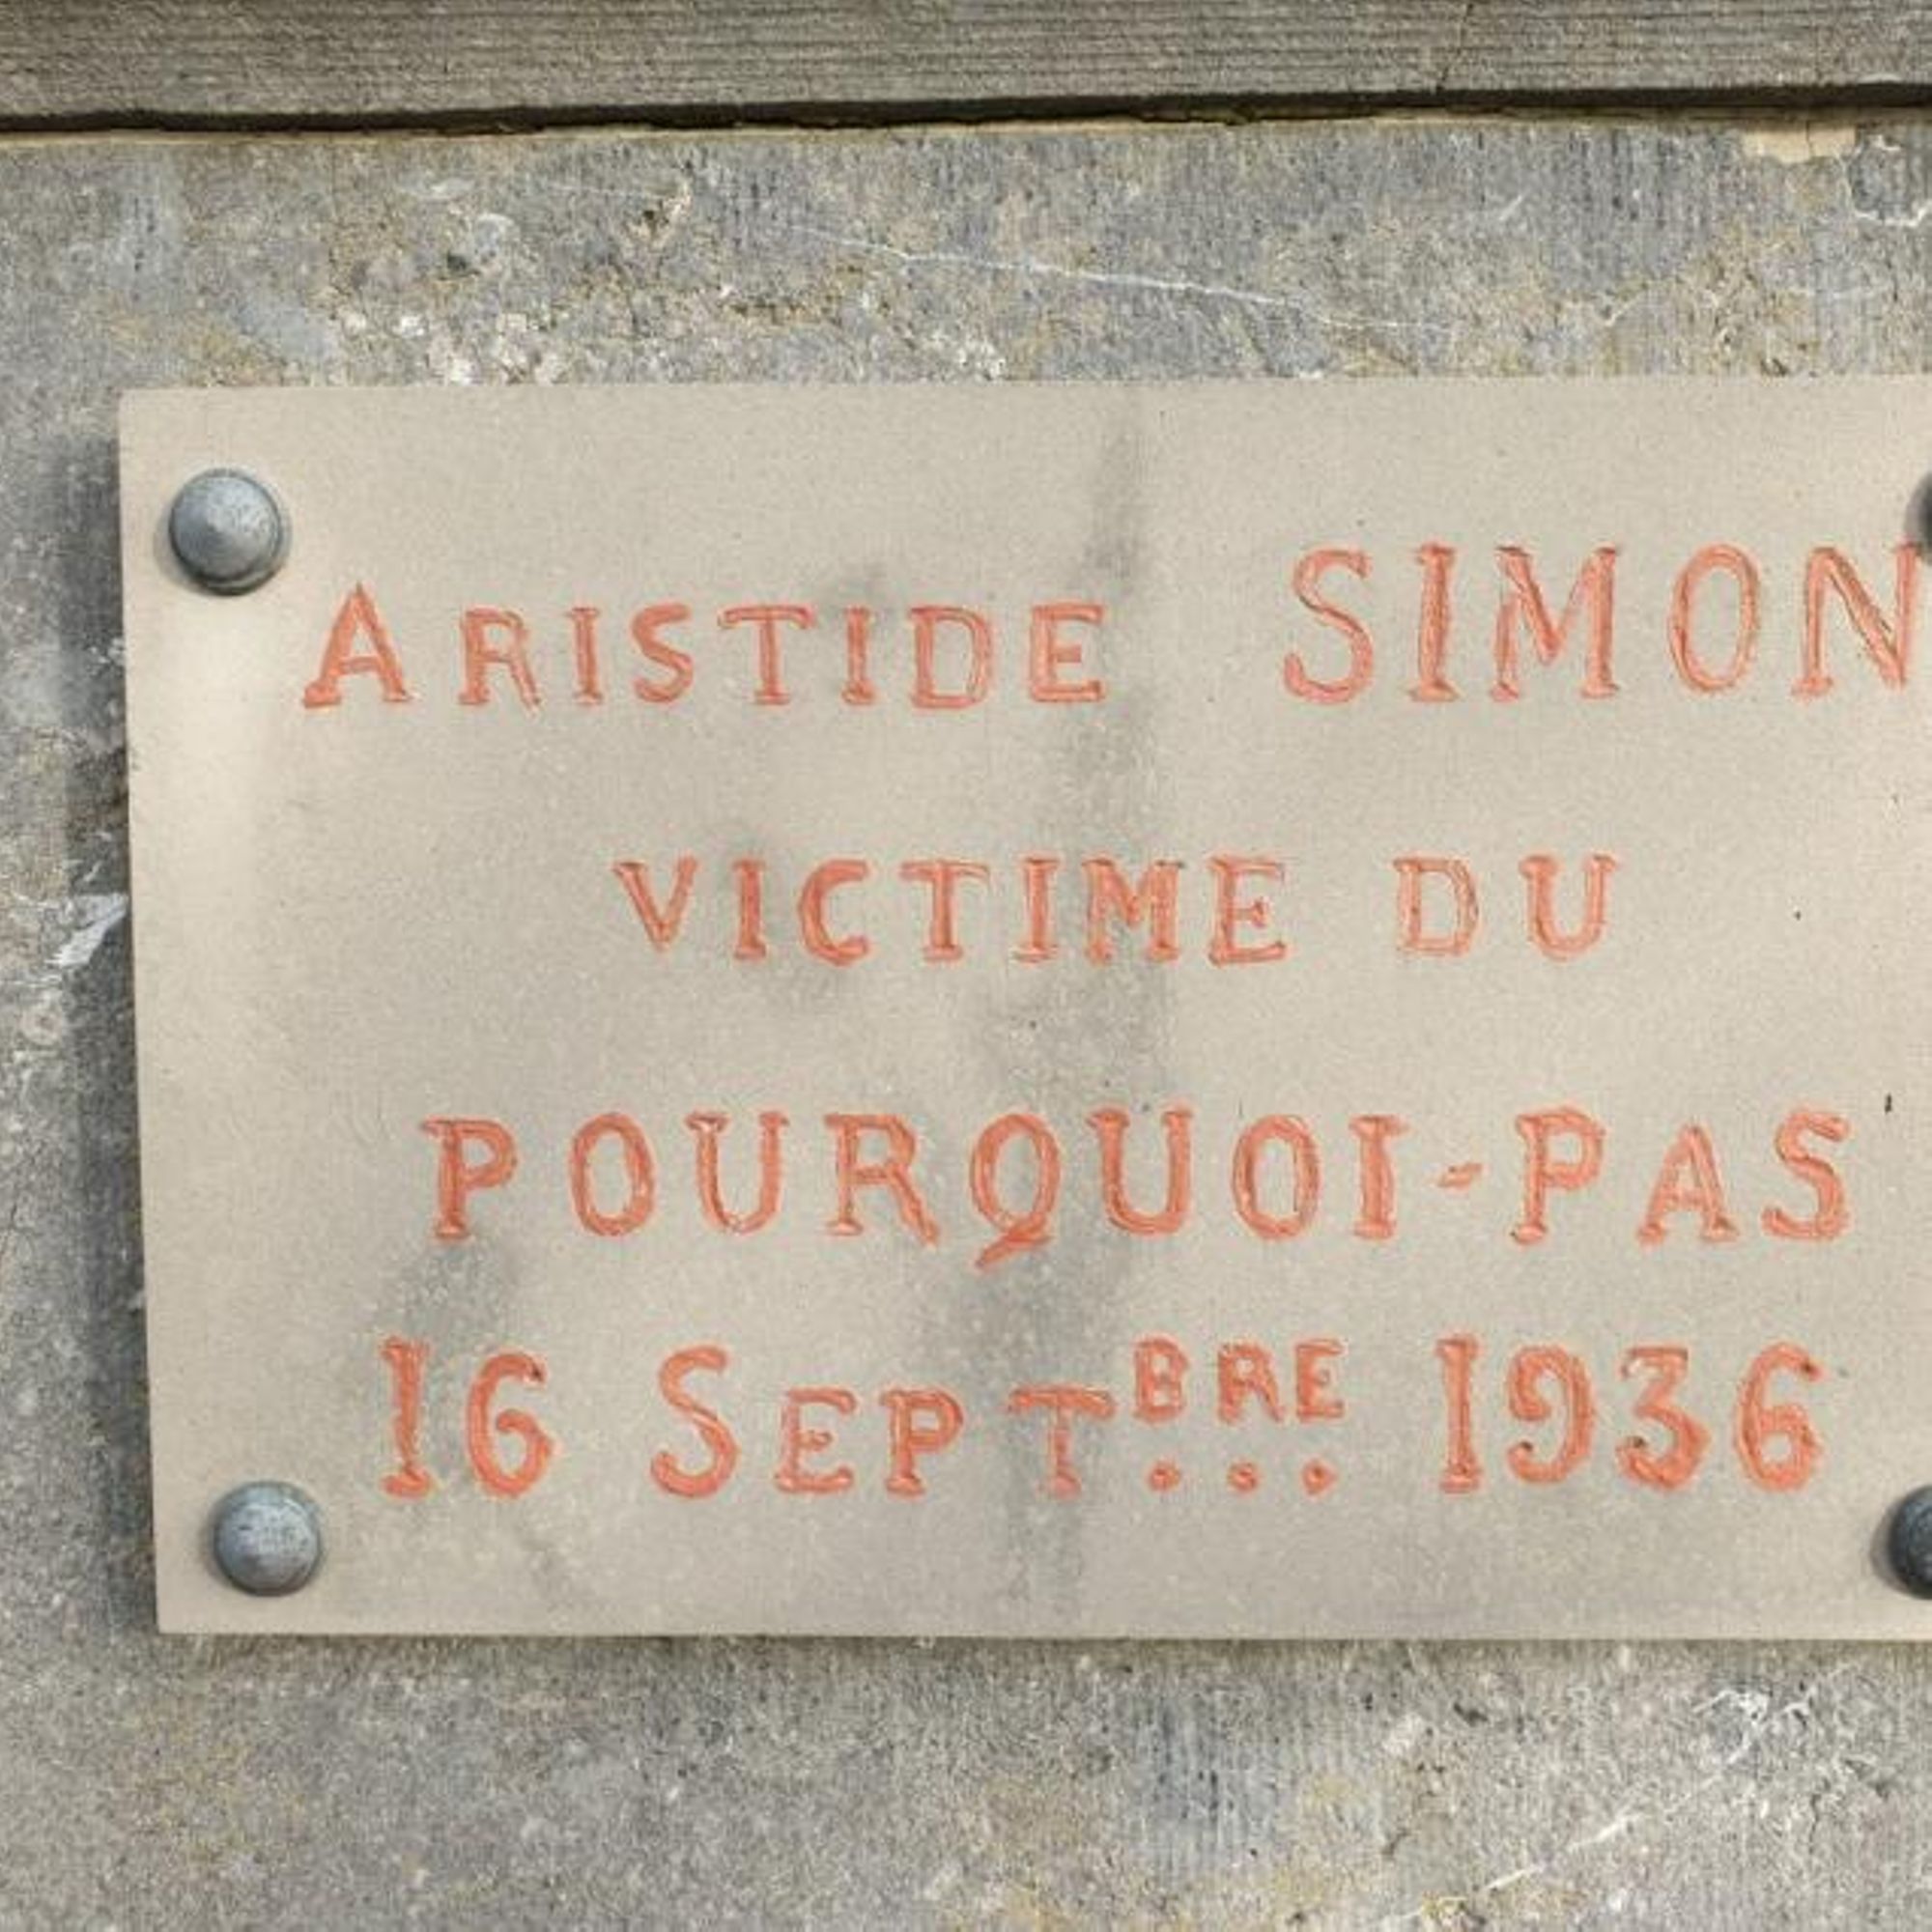 ARISTIDE SIMON
VICTIME DU
POURQUOI-PAS
16 SEPTBRE... 1936